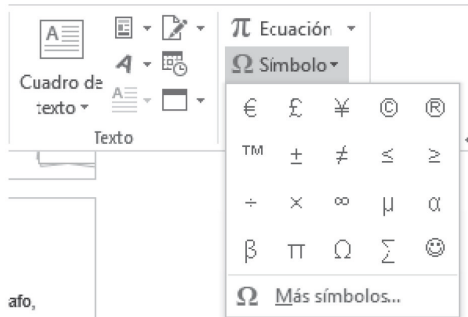 Cuadro de
texto
Texto
π Ecuación
Ω Símbolo
€ £ ¥ © ®
™ ± ≠ ≤ ≥
÷ × ∞ µ α
β π Ω ∑ ☺
Ω Más símbolos...
afo,